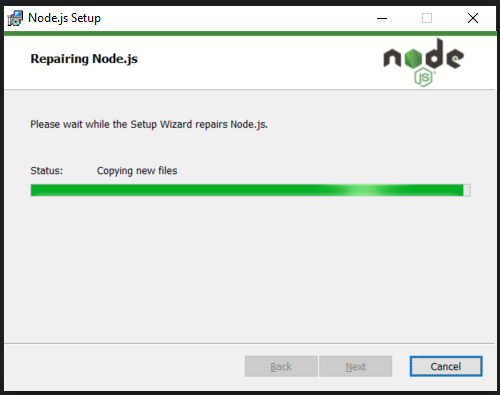 Node.js Setup
Repairing Node.js
node
JS
Please wait while the Setup Wizard repairs Node.js.
Status: Copying new files
Back Next Cancel